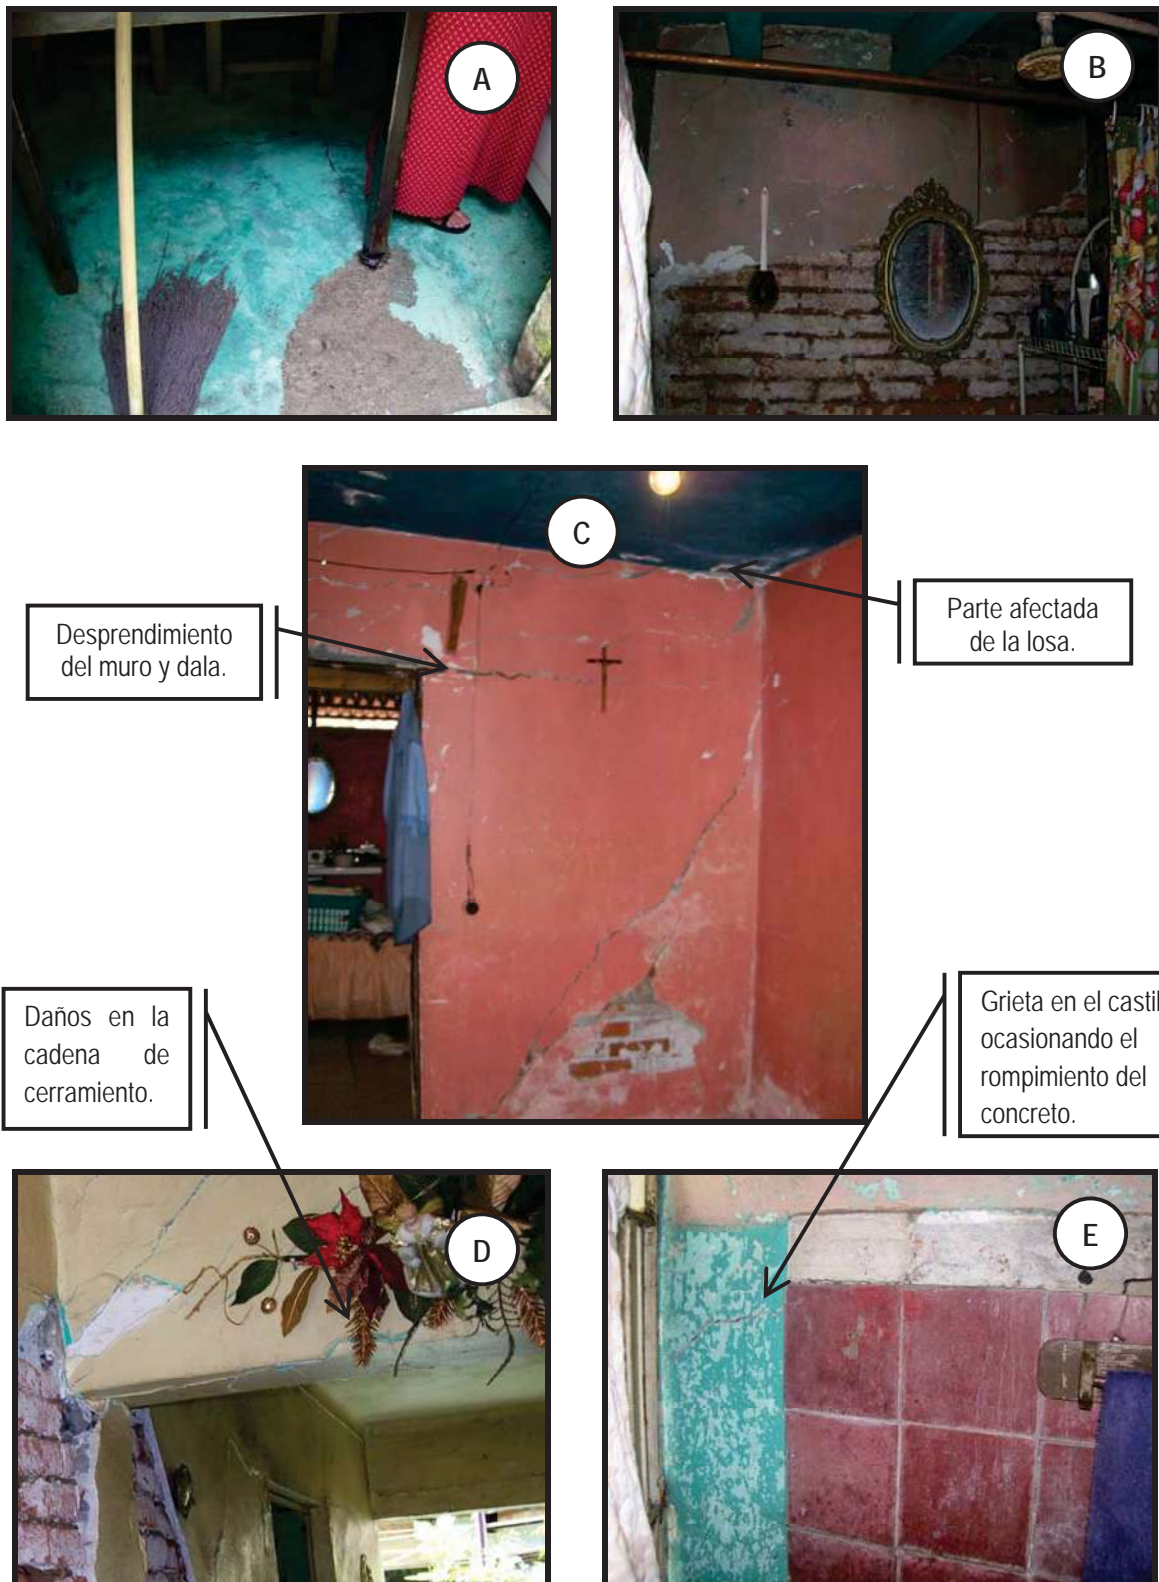 A
B
C
Desprendimiento
del muro y dala.
Parte afectada
de la losa.
Daños en la
cadena de
cerramiento.
Grieta en el castil
ocasionando el
rompimiento del
concreto.
D
E